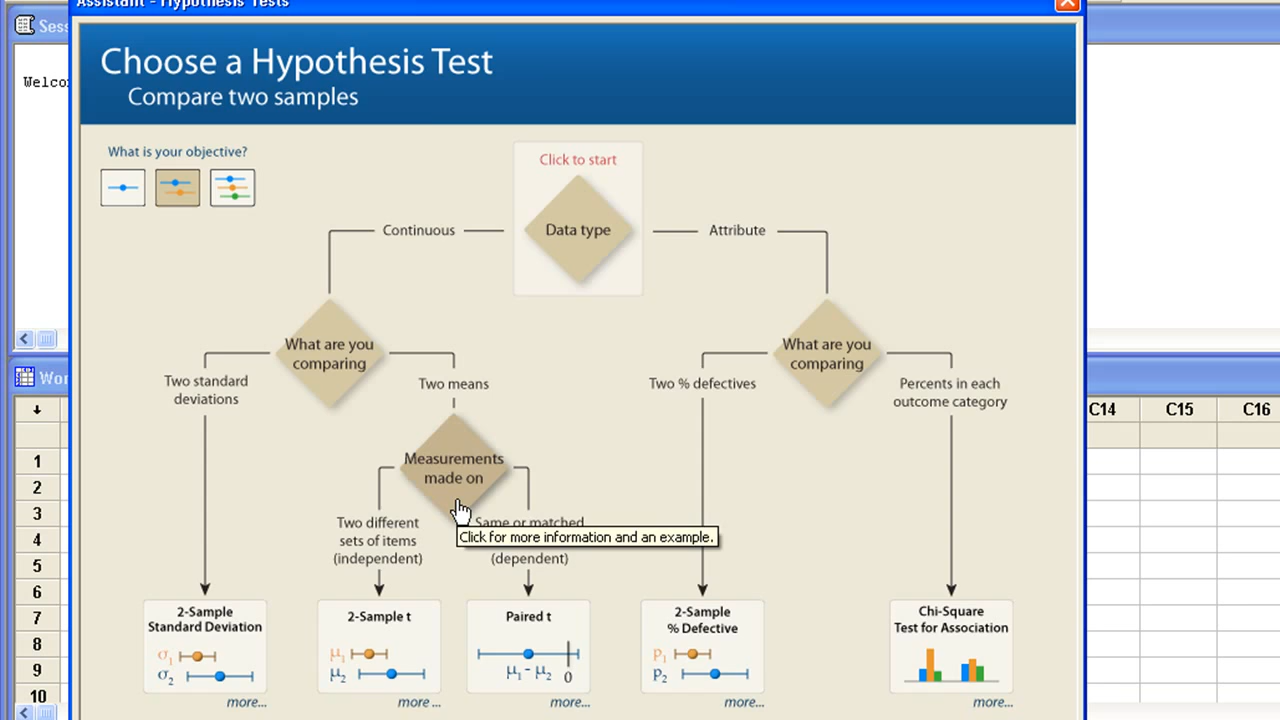 Assistant - Hypothesis Tests
Sess
Welco
Choose a Hypothesis Test
Compare two samples
What is your objective?
Click to start
Data type
Continuous
Attribute
What are you
comparing
What are you
comparing
Two standard
deviations
Two means
Two % defectives
Percents in each
outcome category
Measurements
made on
Two different
sets of items
(independent)
Same or matched
(dependent)
Click for more information and an example.
2-Sample
Standard Deviation
σ1
σ2
more...
2-Sample t
μ1
μ2
more ...
Paired t
μ1 - μ2 0
more...
2-Sample
% Defective
p1
p2
more...
Chi-Square
Test for Association
more...
Wor
C14 C15 C16
1
2
3
4
5
6
7
8
9
10